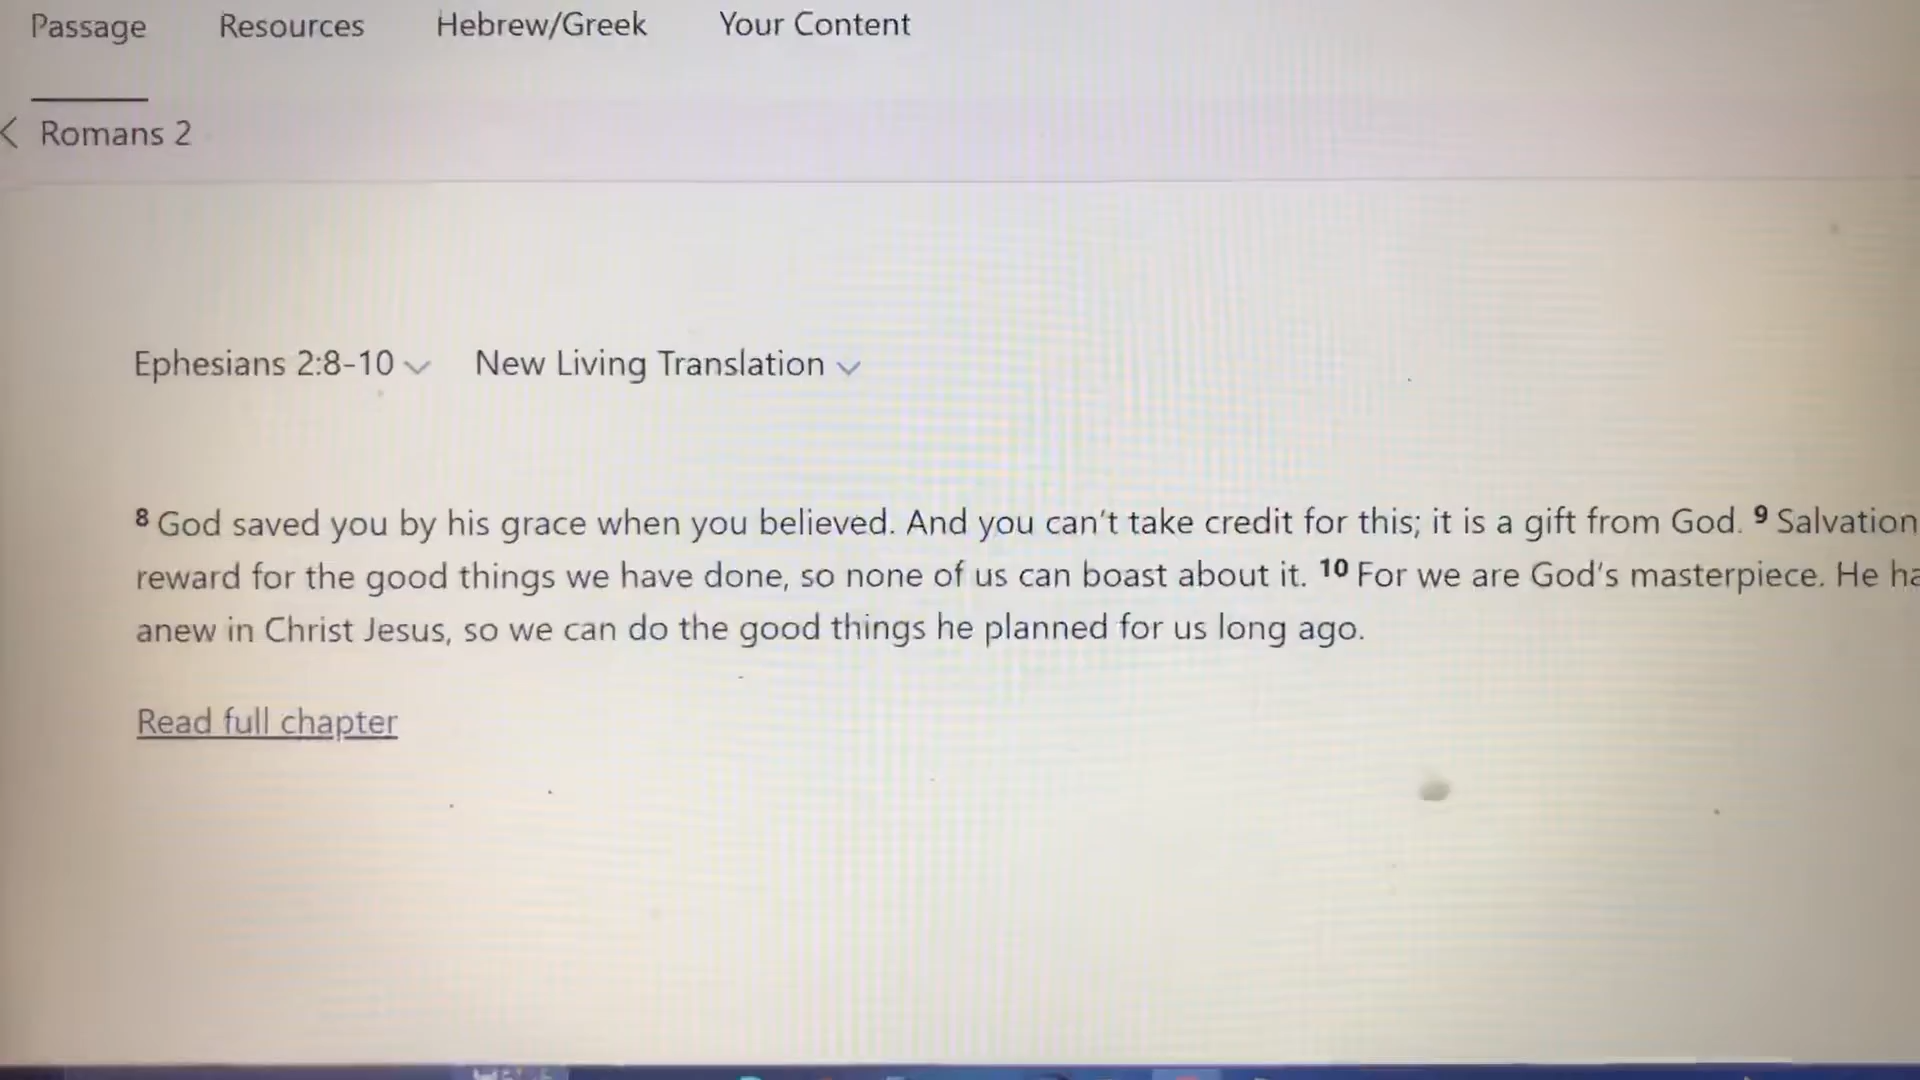 Passage Resources Hebrew/Greek Your Content
Romans 2
Ephesians 2:8-10 New Living Translation
8 God saved you by his grace when you believed. And you can't take credit for this; it is a gift from God. 9 Salvation
reward for the good things we have done, so none of us can boast about it. 10 For we are God's masterpiece. He ha
anew in Christ Jesus, so we can do the good things he planned for us long ago.
Read full chapter